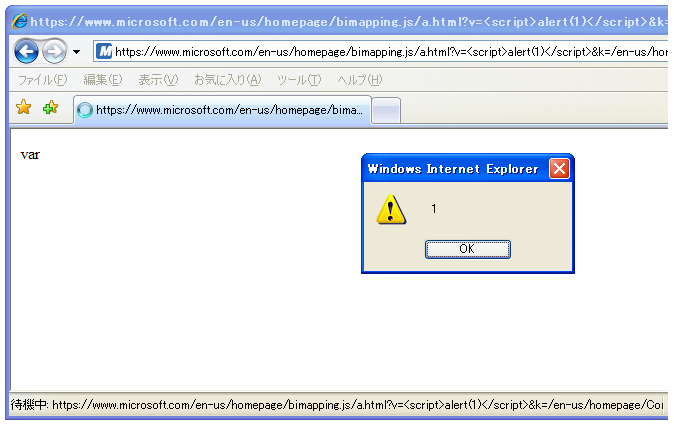 https://www.microsoft.com/en-us/homepage/bimapping.js/a.html?v=<script>alert(1)</script>&k=
https://www.microsoft.com/en-us/homepage/bimapping.js/a.html?v=<script>alert(1)</script>&k=/en-us/hor
ファイル(F) 編集(E) 表示(V) お気に入り(A) ツール(T) ヘルプ(H)
https://www.microsoft.com/en-us/homepage/bima...
var
Windows Internet Explorer
1
OK
待機中: https://www.microsoft.com/en-us/homepage/bimapping.js/a.html?v=<script>alert(1)</script>&k=/en-us/homepage/Cor